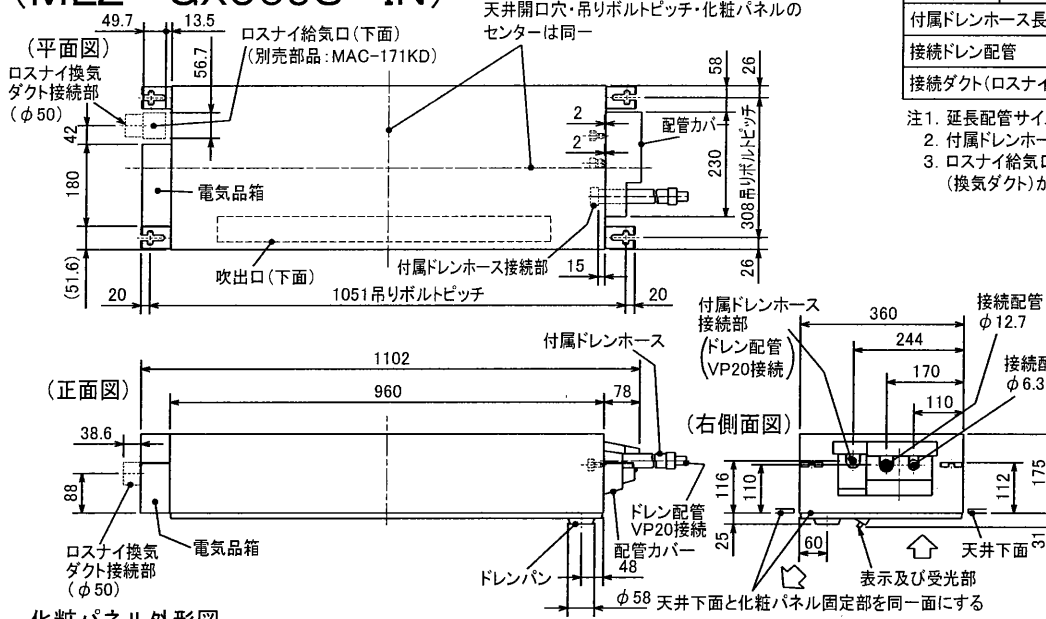 天井開口穴・吊りボルトピッチ・化粧パネルの
センターは同一
付属ドレンホース長
接続ドレン配管
接続ダクト(ロスナイ
注1. 延長配管サイ
2. 付属ドレンホー
3. ロスナイ給気口
(換気ダクト)が
(平面図)
49.7
13.5
56.7
ロスナイ給気口(下面)
(別売部品:MAC-171KD)
ロスナイ換気
ダクト接続部
(φ50)
42
180
(51.6)
電気品箱
吹出口(下面)
付属ドレンホース接続部
2
2
配管カバー
58
26
230
308吊りボルトピッチ
26
15
20
1051吊りボルトピッチ
20
(正面図)
1102
960
78
38.6
88
付属ドレンホース
ロスナイ換気
ダクト接続部
(φ50)
電気品箱
ドレンパン
ドレン配管
VP20接続
配管カバー
48
φ58
(右側面図)
付属ドレンホース
接続部
(ドレン配管
VP20接続)
360
244
170
110
接続配管
φ12.7
接続配
φ6.3
116
110
25
60
112
175
31
天井下面
表示及び受光部
天井下面と化粧パネル固定部を同一面にする